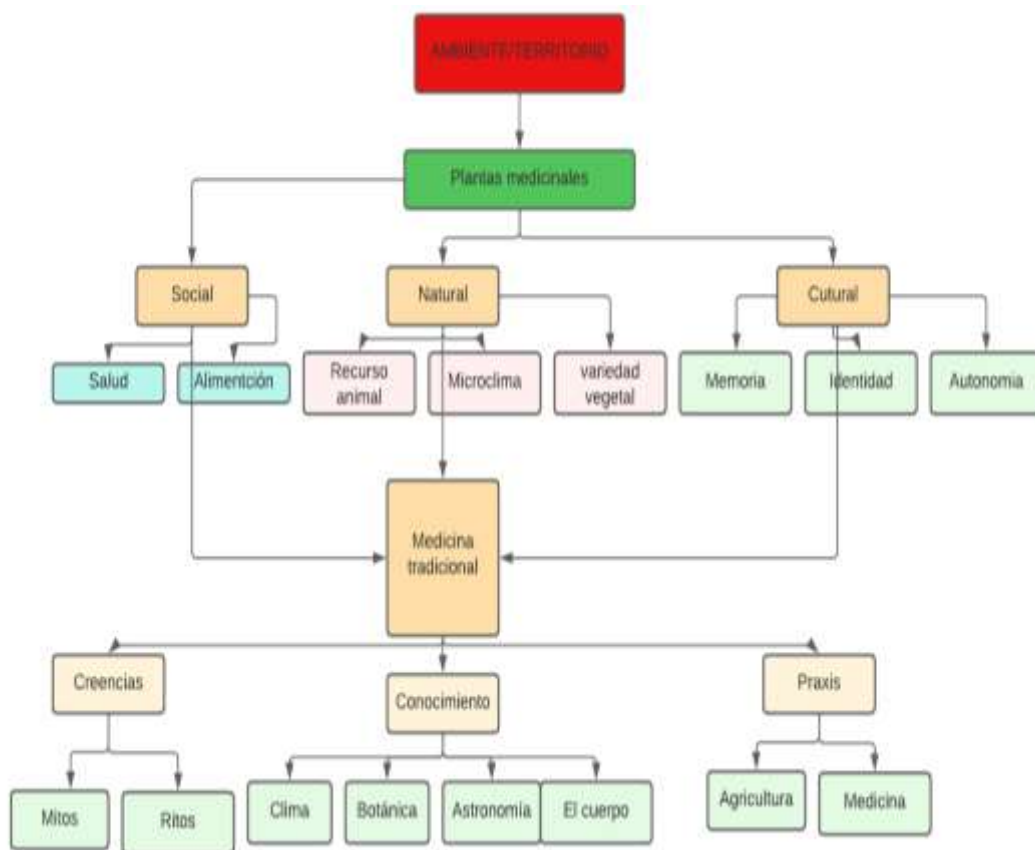 AMBIENTE/TERRITORIO
Plantas medicinales
Social
Natural
Cutural
Salud
Alimentción
Recurso
animal
Microclima
variedad
vegetal
Memoria
Identidad
Autonomia
Medicina
tradicional
Creencias
Conocimiento
Praxis
Mitos
Ritos
Clima
Botánica
Astronomía
El cuerpo
Agricultura
Medicina